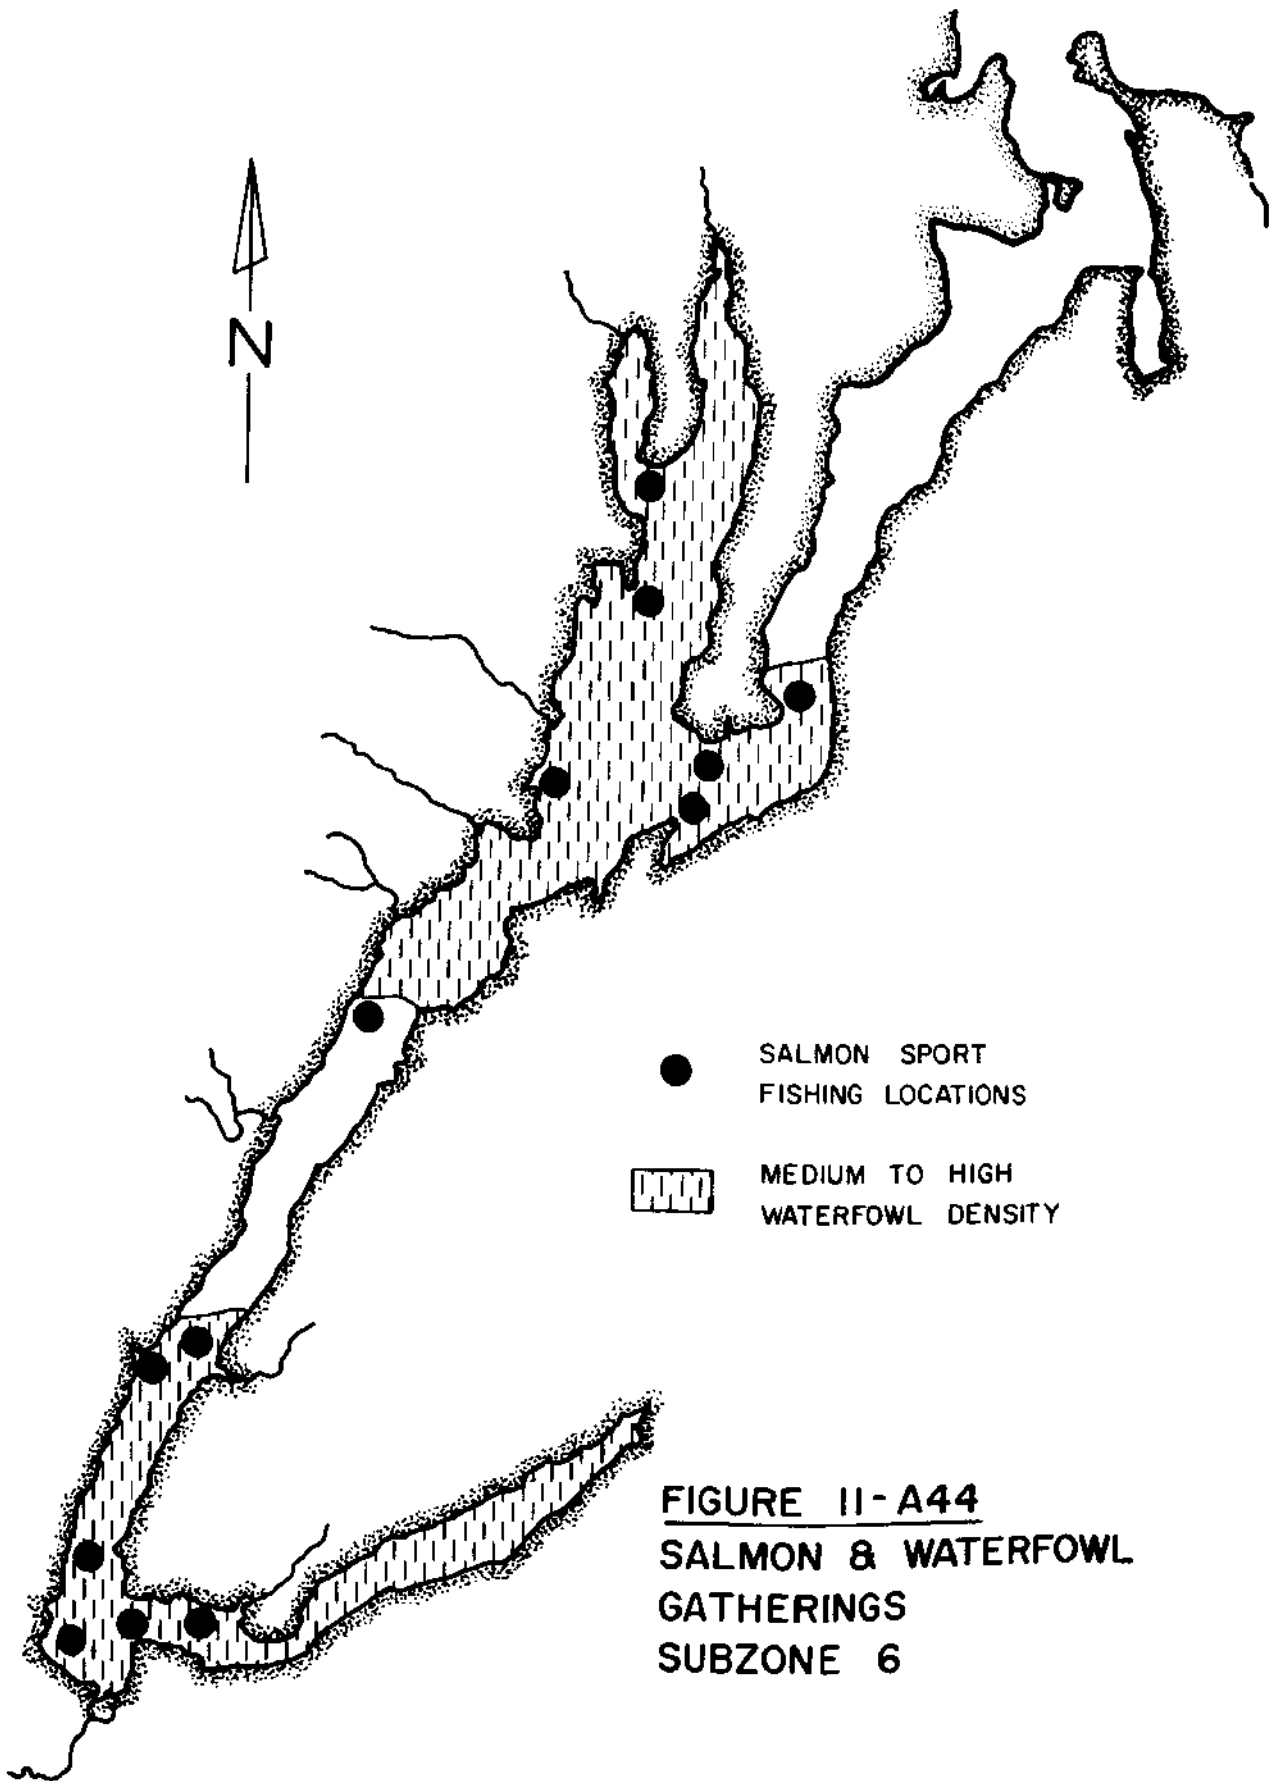 N
SALMON SPORT
FISHING LOCATIONS
MEDIUM TO HIGH
WATERFOWL DENSITY
FIGURE II-A44
SALMON & WATERFOWL
GATHERINGS
SUBZONE 6